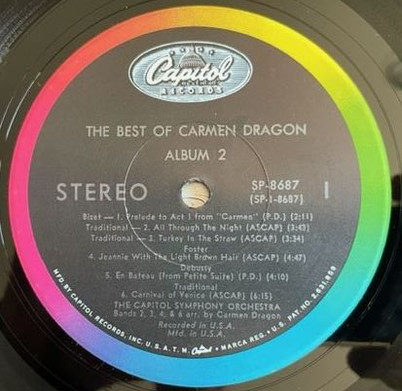 Capitol
RECORDS
THE BEST OF CARMEN DRAGON
ALBUM 2
STEREO
SP-8687
(SP-1-8687)
1
Bizet — 1. Prelude to Act 1 from "Carmen" (P.D.) (2:11)
Traditional — 2. All Through The Night (ASCAP) (3:43)
Traditional — 3. Turkey In The Straw (ASCAP) (3:34)
Foster
4. Jeannie With The Light Brown Hair (ASCAP) (4:47)
Debussy
5. En Bateau (from Petite Suite) (P.D.) (4:10)
Traditional
6. Carnival of Venice (ASCAP) (6:15)
THE CAPITOL SYMPHONY ORCHESTRA
Bands 2, 3, 4, & 6 arr. by Carmen Dragon
Recorded in U.S.A.
Mfd. in U.S.A.
MFD. BY CAPITOL RECORDS, INC. U.S.A. T.M. Capitol MARCA REG. • U.S. PAT. NO. 2,631,859